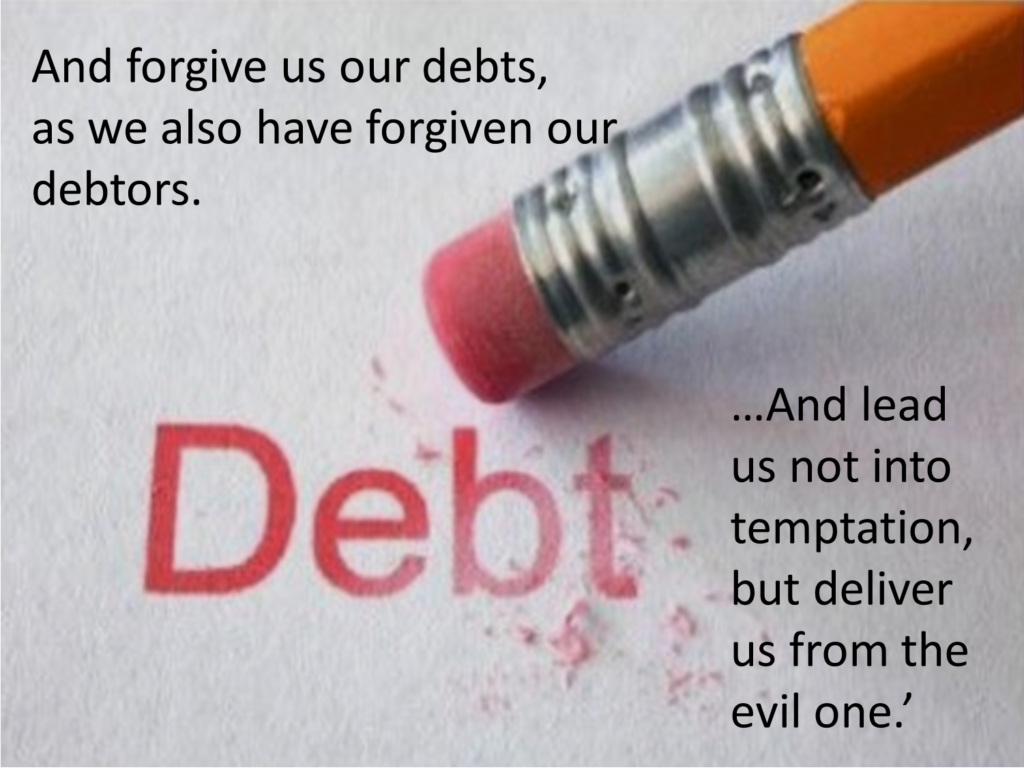 And forgive us our debts,
as we also have forgiven our
debtors.
Debt
…And lead
us not into
temptation,
but deliver
us from the
evil one.’